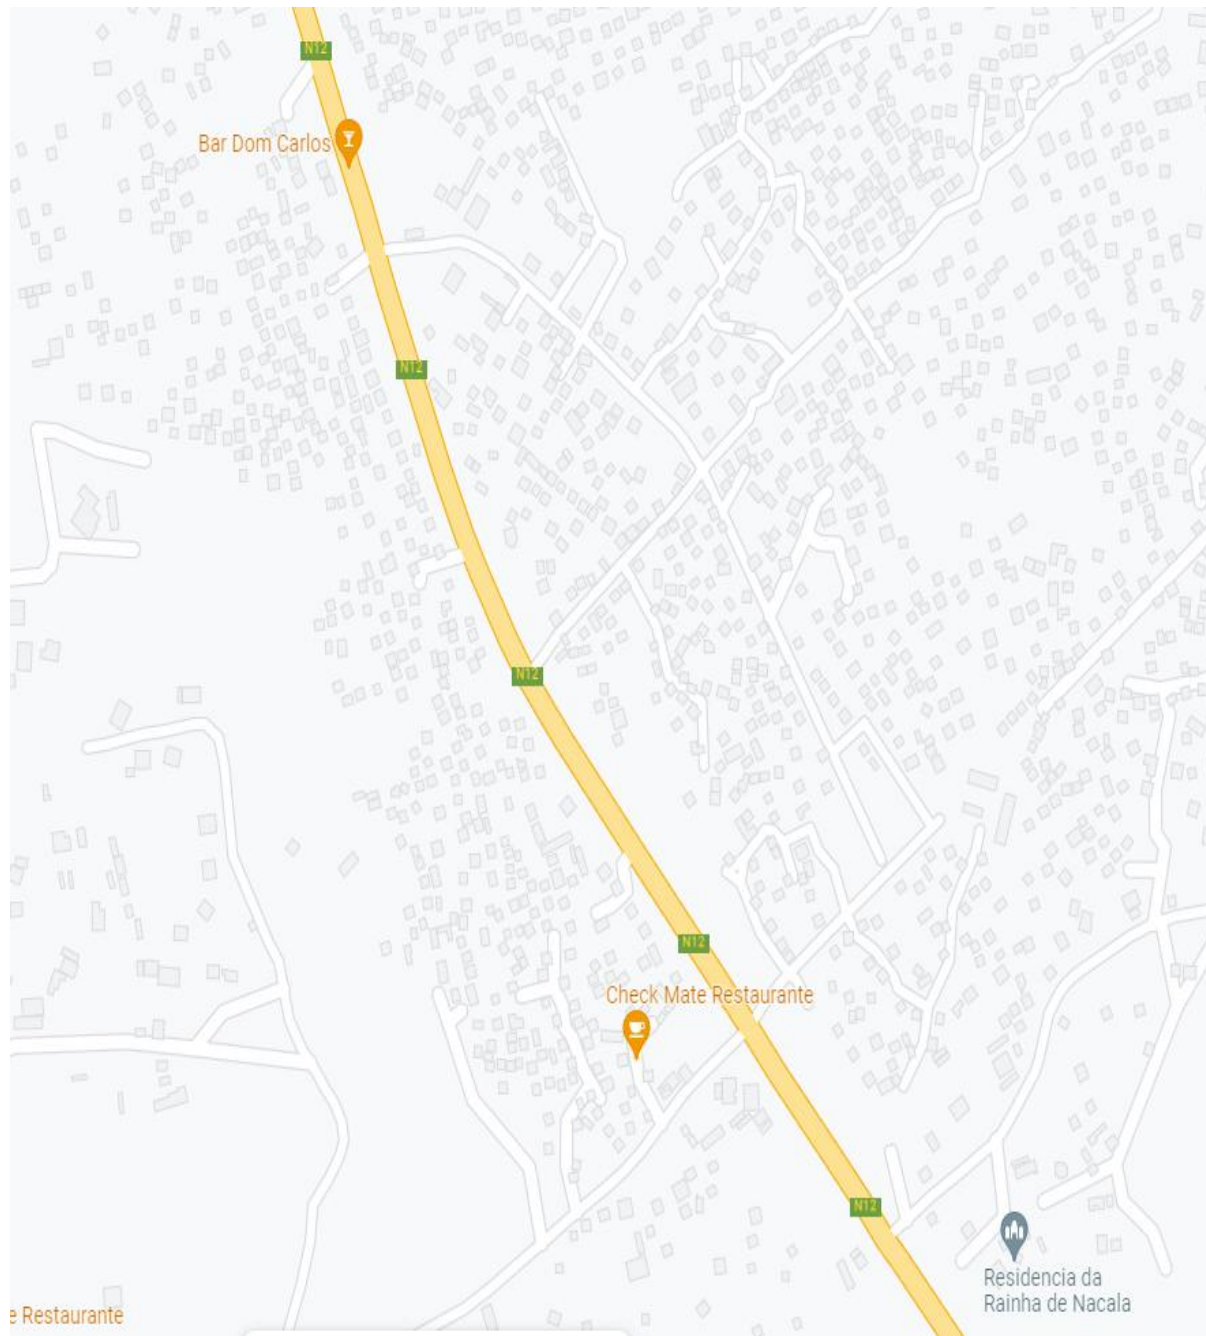 N12
Bar Dom Carlos
N12
N12
N12
Check Mate Restaurante
N12
Residencia da
Rainha de Nacala
e Restaurante